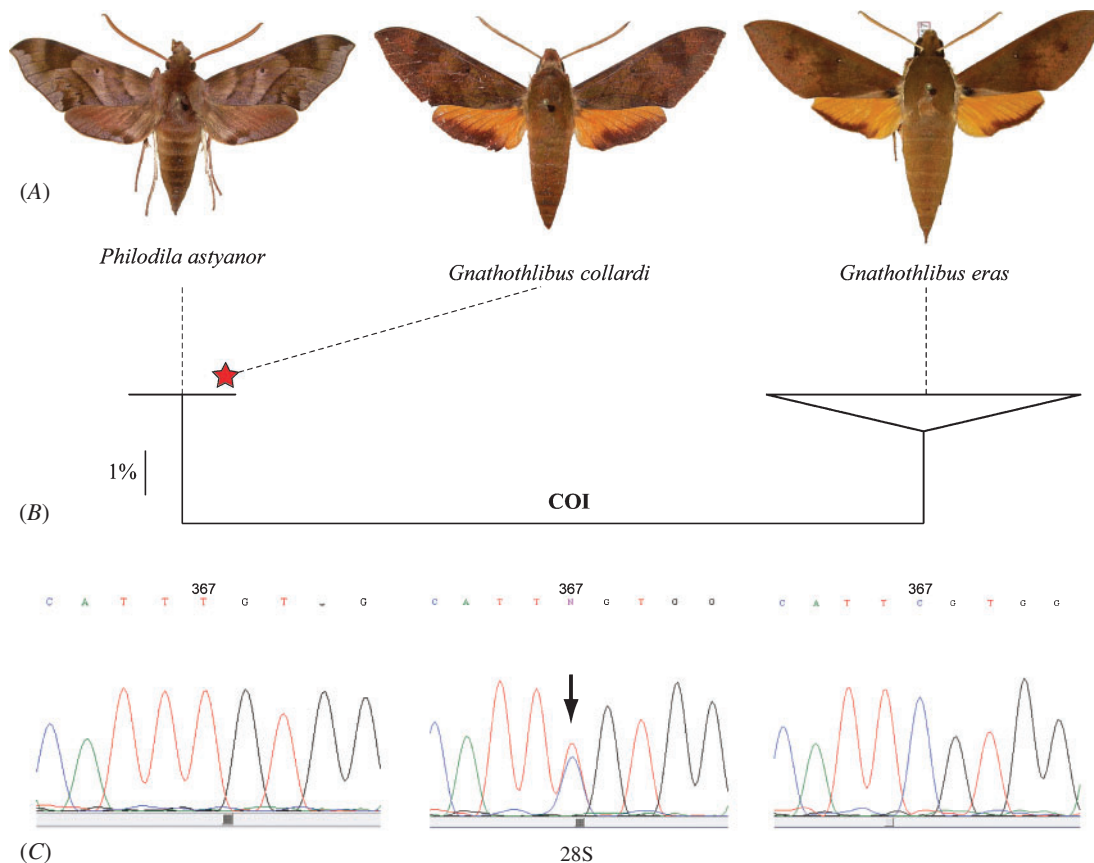 (A)
Philodila astyanor
Gnathothlibus collardi
Gnathothlibus eras
1%
COI
(B)
367 367 367
C A T T T G T G
C A T T N G T G G
C A T T C G T G G
28S
(C)